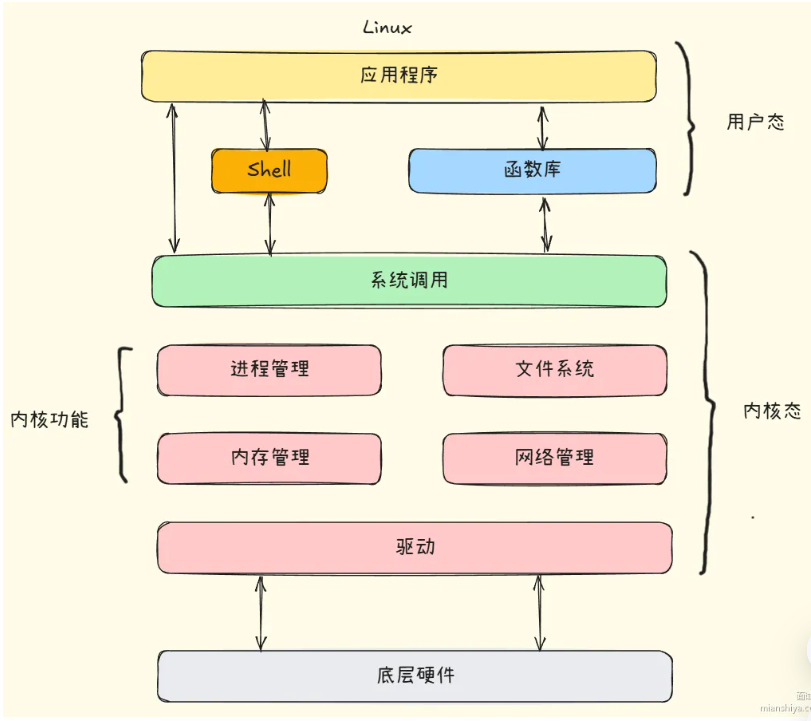 Linux
应用程序
用户态
Shell
函数库
系统调用
进程管理
文件系统
内核功能
内核态
内存管理
网络管理
驱动
底层硬件